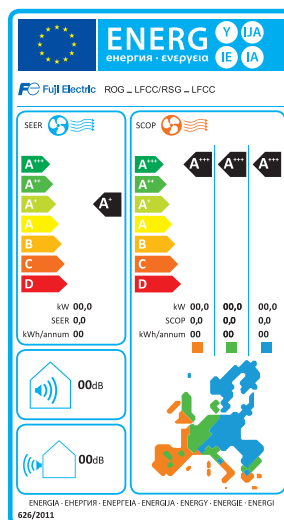 ENERG Y IJA
енергия · ενεργεια IE IA
Fe Fuji Electric ROG _ LFCC/RSG _ LFCC
SEER SCOP
A+++ A+++ A+++ A+++ A+++
A++ A++
A+ A+ A+
A A
B B
C C
D D
kW 00,0 kW 00,0 00,0 00,0
SEER 0,0 SCOP 0,0 0,0 0,0
kWh/annum 00 kWh/annum 00 00 00
00dB
00dB
ENERGIA · ЕНЕРГИЯ · ΕΝΕΡΓΕΙΑ · ENERGIJA · ENERGY · ENERGIE · ENERGI
626/2011